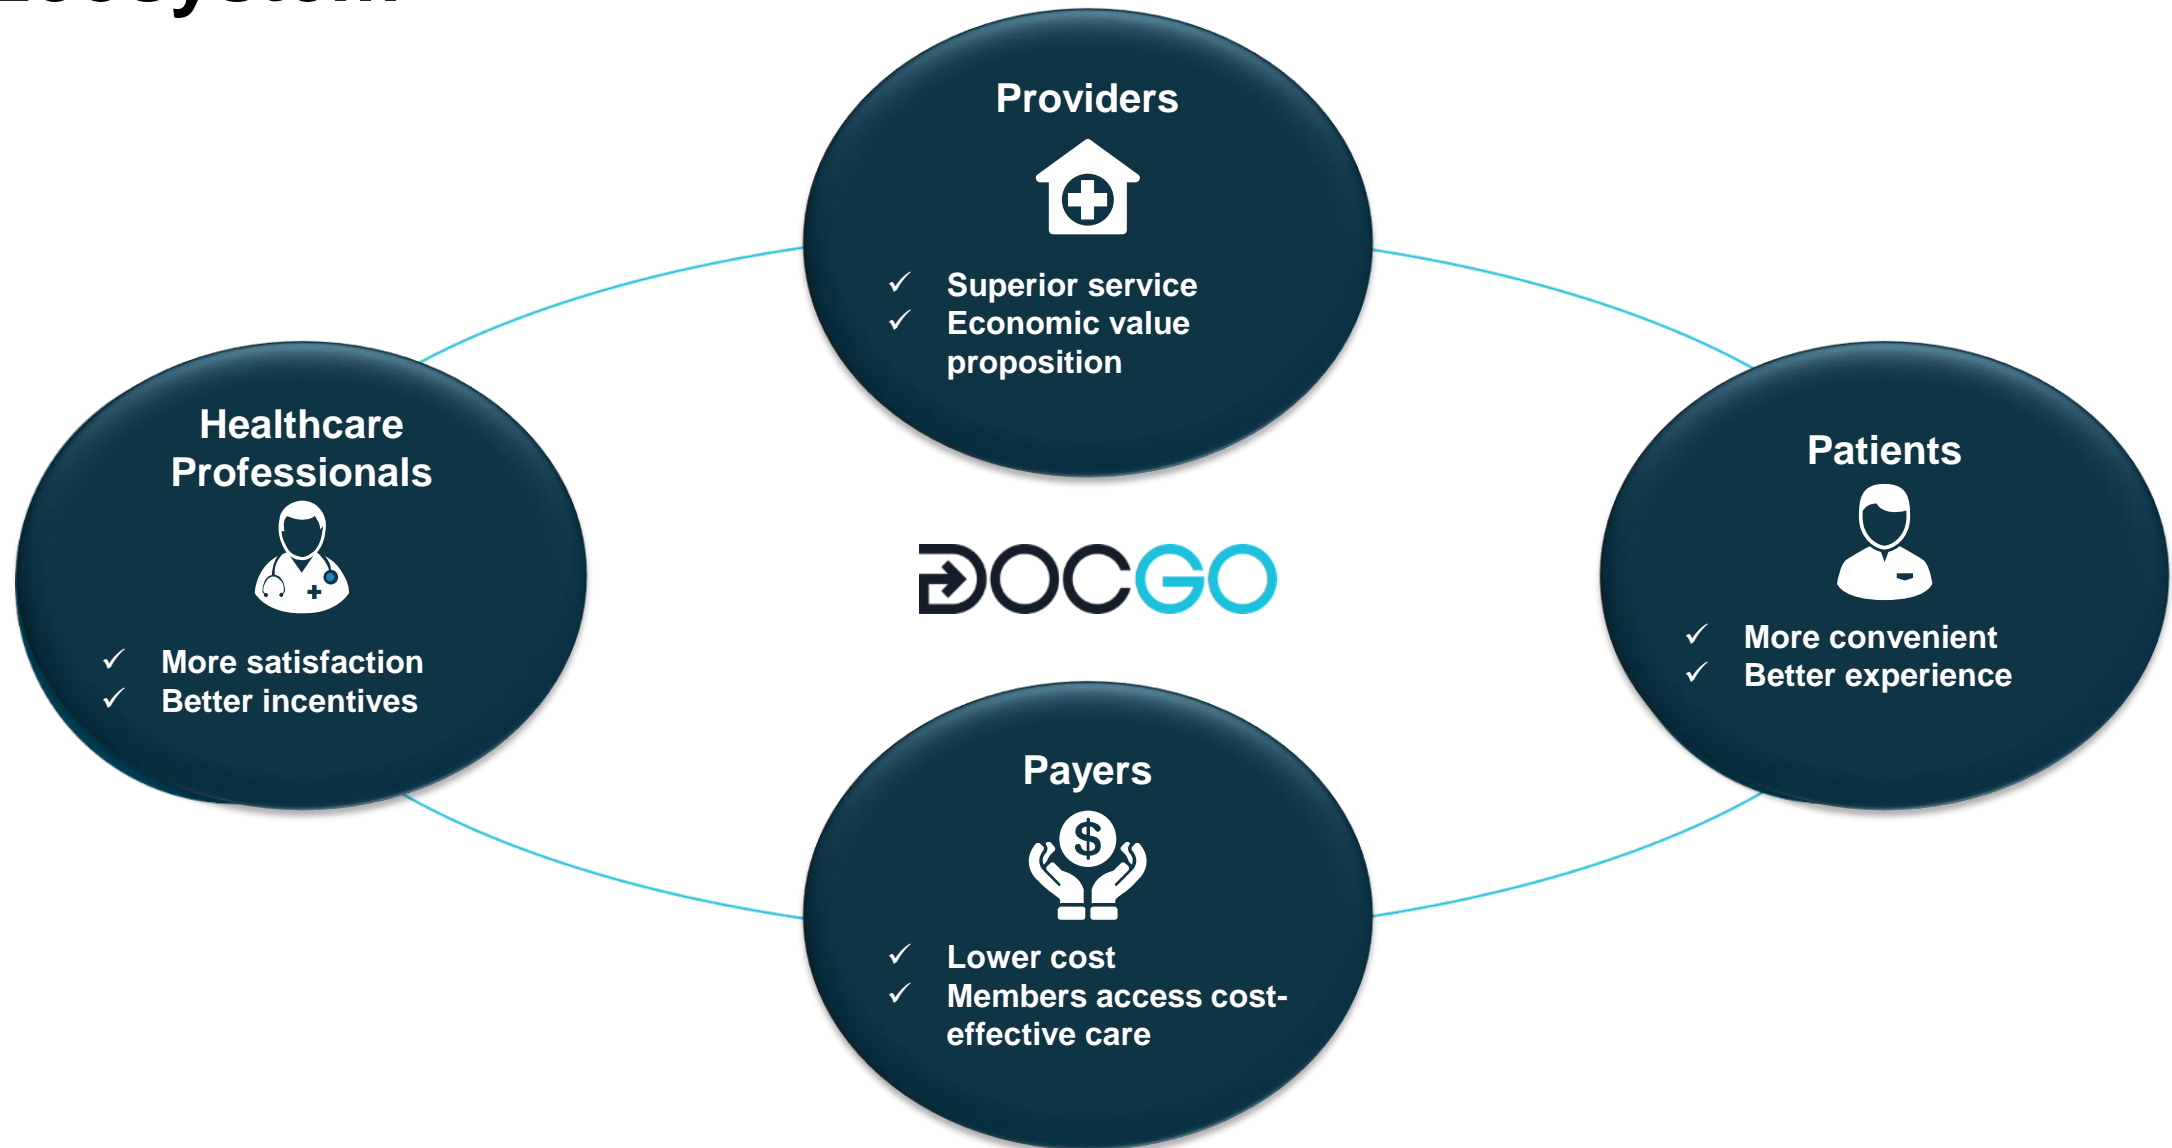 Providers
✓ Superior service
✓ Economic value
proposition
Healthcare
Professionals
✓ More satisfaction
✓ Better incentives
Patients
✓ More convenient
✓ Better experience
DOCGO
Payers
$
✓ Lower cost
✓ Members access cost-
effective care